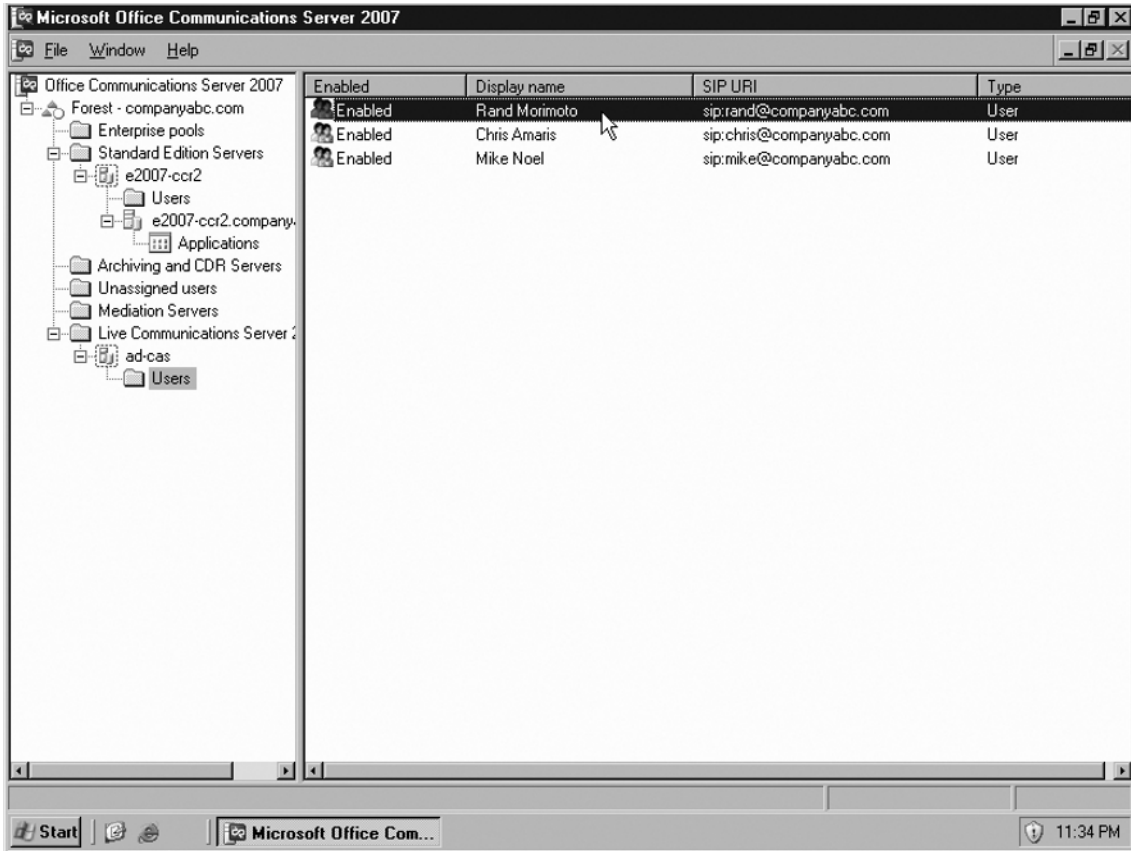 Microsoft Office Communications Server 2007
File Window Help
Office Communications Server 2007
Forest - companyabc.com
Enterprise pools
Standard Edition Servers
e2007-ccr2
Users
e2007-ccr2.company
Applications
Archiving and CDR Servers
Unassigned users
Mediation Servers
Live Communications Server 2
ad-cas
Users
Enabled Display name SIP URI Type
Enabled Rand Morimoto sip:rand@companyabc.com User
Enabled Chris Amaris sip:chris@companyabc.com User
Enabled Mike Noel sip:mike@companyabc.com User
Start Microsoft Office Com... 11:34 PM